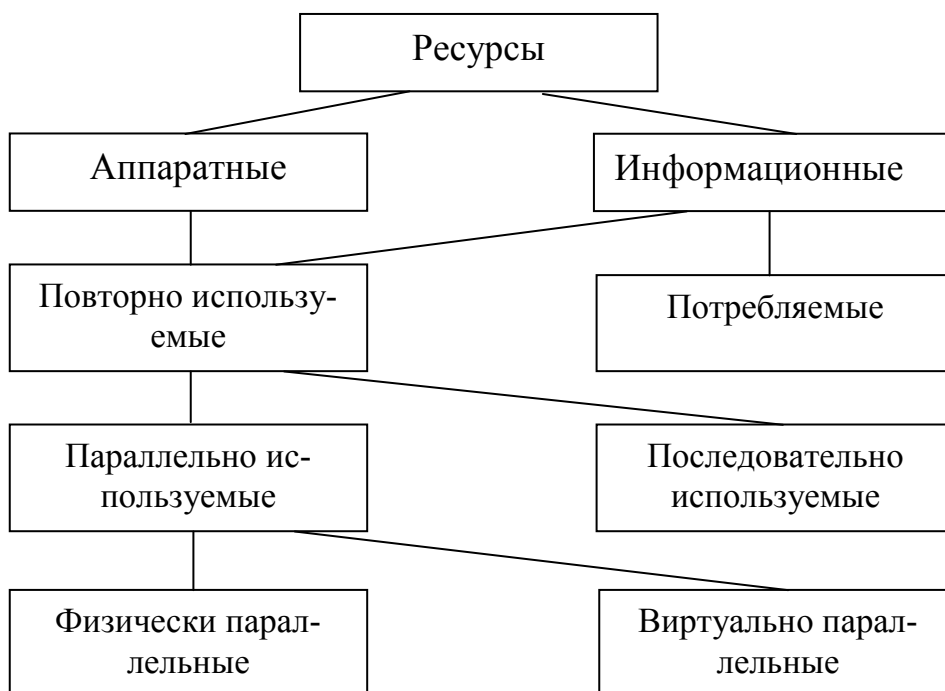 Ресурсы
Аппаратные
Информационные
Повторно использу-
емые
Потребляемые
Параллельно ис-
пользуемые
Последовательно
используемые
Физически парал-
лельные
Виртуально парал-
лельные